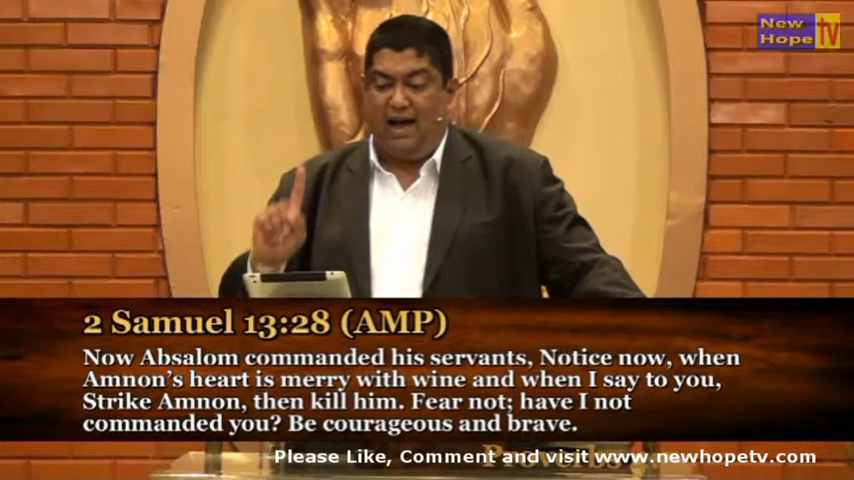 New
Hope TV
2 Samuel 13:28 (AMP)
Now Absalom commanded his servants, Notice now, when
Amnon's heart is merry with wine and when I say to you,
Strike Amnon, then kill him. Fear not; have I not
commanded you? Be courageous and brave.
Please Like, Comment and visit www.newhopetv.com
Proverbs